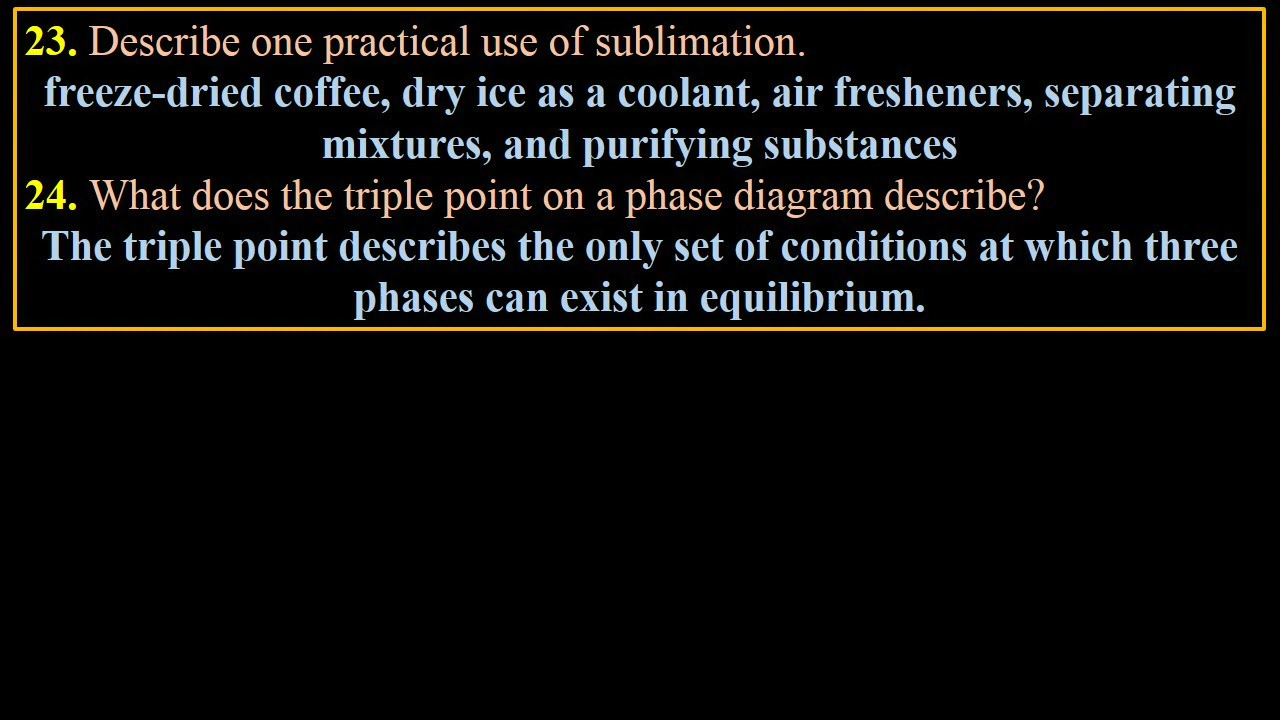 23. Describe one practical use of sublimation.
freeze-dried coffee, dry ice as a coolant, air fresheners, separating
mixtures, and purifying substances
24. What does the triple point on a phase diagram describe?
The triple point describes the only set of conditions at which three
phases can exist in equilibrium.